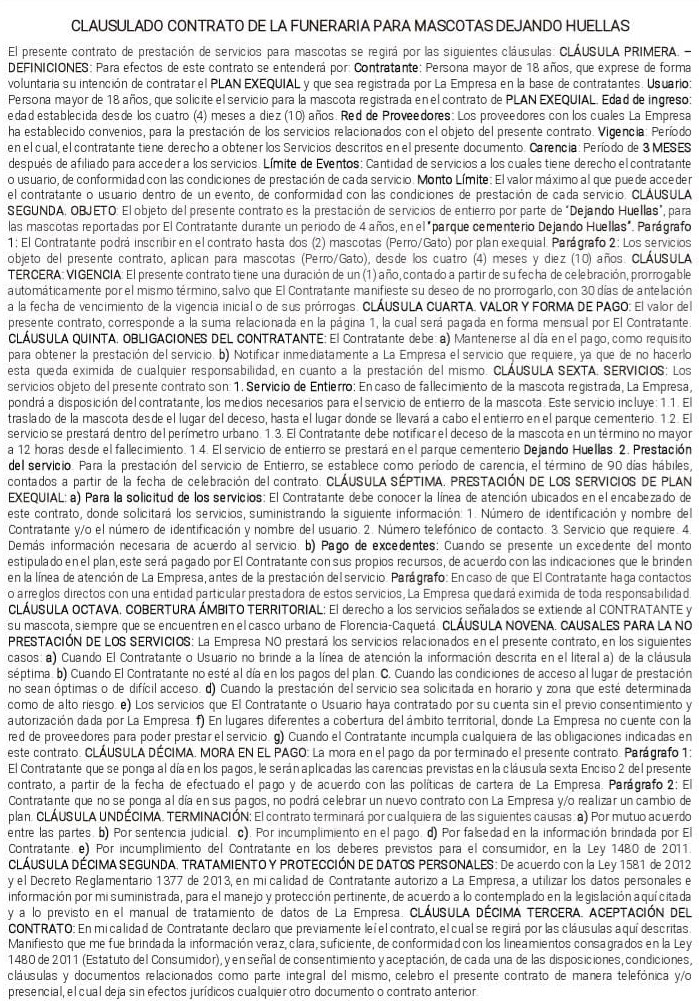 CLAUSULADO CONTRATO DE LA FUNERARIA PARA MASCOTAS DEJANDO HUELLAS
El presente contrato de prestación de servicios para mascotas se regirá por las siguientes cláusulas: CLÁUSULA PRIMERA. –
DEFINICIONES: Para efectos de este contrato se entenderá por: Contratante: Persona mayor de 18 años, que exprese de forma
voluntaria su intención de contratar el PLAN EXEQUIAL y que sea registrada por La Empresa en la base de contratantes. Usuario:
Persona mayor de 18 años, que solicite el servicio para la mascota registrada en el contrato de PLAN EXEQUIAL. Edad de ingreso:
edad establecida desde los cuatro (4) meses a diez (10) años. Red de Proveedores: Los proveedores con los cuales La Empresa
ha establecido convenios, para la prestación de los servicios relacionados con el objeto del presente contrato. Vigencia: Período
en el cual, el contratante tiene derecho a obtener los Servicios descritos en el presente documento. Carencia: Período de 3 MESES
después de afiliado para acceder a los servicios. Límite de Eventos: Cantidad de servicios a los cuales tiene derecho el contratante
o usuario, de conformidad con las condiciones de prestación de cada servicio. Monto Límite: El valor máximo al que puede acceder
el contratante o usuario dentro de un evento, de conformidad con las condiciones de prestación de cada servicio. CLÁUSULA
SEGUNDA. OBJETO: El objeto del presente contrato es la prestación de servicios de entierro por parte de "Dejando Huellas", para
las mascotas reportadas por El Contratante durante un periodo de 4 años, en el "parque cementerio Dejando Huellas". Parágrafo
1: El Contratante podrá inscribir en el contrato hasta dos (2) mascotas (Perro/Gato) por plan exequial. Parágrafo 2: Los servicios
objeto del presente contrato, aplican para mascotas (Perro/Gato), desde los cuatro (4) meses y diez (10) años. CLÁUSULA
TERCERA: VIGENCIA: El presente contrato tiene una duración de un (1) año, contado a partir de su fecha de celebración, prorrogable
automáticamente por el mismo término, salvo que El Contratante manifieste su deseo de no prorrogarlo, con 30 días de antelación
a la fecha de vencimiento de la vigencia inicial o de sus prórrogas. CLÁUSULA CUARTA. VALOR Y FORMA DE PAGO: El valor del
presente contrato, corresponde a la suma relacionada en la página 1, la cual será pagada en forma mensual por El Contratante.
CLÁUSULA QUINTA. OBLIGACIONES DEL CONTRATANTE: El Contratante debe: a) Mantenerse al día en el pago, como requisito
para obtener la prestación del servicio. b) Notificar inmediatamente a La Empresa el servicio que requiere, ya que de no hacerlo
esta queda eximida de cualquier responsabilidad, en cuanto a la prestación del mismo. CLÁUSULA SEXTA. SERVICIOS: Los
servicios objeto del presente contrato son: 1. Servicio de Entierro: En caso de fallecimiento de la mascota registrada, La Empresa,
pondrá a disposición del contratante, los medios necesarios para el servicio de entierro de la mascota. Este servicio incluye: 1.1. El
traslado de la mascota desde el lugar del deceso, hasta el lugar donde se llevará a cabo el entierro en el parque cementerio. 1.2. El
servicio se prestará dentro del perímetro urbano. 1.3. El Contratante debe notificar el deceso de la mascota en un término no mayor
a 12 horas desde el fallecimiento. 1.4. El servicio de entierro se prestará en el parque cementerio Dejando Huellas. 2. Prestación
del servicio. Para la prestación del servicio de Entierro, se establece como período de carencia, el término de 90 días hábiles,
contados a partir de la fecha de celebración del contrato. CLÁUSULA SÉPTIMA. PRESTACIÓN DE LOS SERVICIOS DE PLAN
EXEQUIAL: a) Para la solicitud de los servicios: El Contratante debe conocer la línea de atención ubicados en el encabezado de
este contrato, donde solicitará los servicios, suministrando la siguiente información: 1. Número de identificación y nombre del
Contratante y/o el número de identificación y nombre del usuario. 2. Número telefónico de contacto. 3. Servicio que requiere. 4.
Demás información necesaria de acuerdo al servicio. b) Pago de excedentes: Cuando se presente un excedente del monto
estipulado en el plan, este será pagado por El Contratante con sus propios recursos, de acuerdo con las indicaciones que le brinden
en la línea de atención de La Empresa, antes de la prestación del servicio. Parágrafo: En caso de que El Contratante haga contactos
o arreglos directos con una entidad particular prestadora de estos servicios, La Empresa quedará eximida de toda responsabilidad.
CLÁUSULA OCTAVA. COBERTURA ÁMBITO TERRITORIAL: El derecho a los servicios señalados se extiende al CONTRATANTE y
su mascota, siempre que se encuentren en el casco urbano de Florencia-Caquetá. CLÁUSULA NOVENA. CAUSALES PARA LA NO
PRESTACIÓN DE LOS SERVICIOS: La Empresa NO prestará los servicios relacionados en el presente contrato, en los siguientes
casos: a) Cuando El Contratante o Usuario no brinde a la línea de atención la información descrita en el literal a) de la cláusula
séptima. b) Cuando El Contratante no esté al día en los pagos del plan. C. Cuando las condiciones de acceso al lugar de prestación
no sean óptimas o de difícil acceso. d) Cuando la prestación del servicio sea solicitada en horario y zona que esté determinada
como de alto riesgo. e) Los servicios que El Contratante o Usuario haya contratado por su cuenta sin el previo consentimiento y
autorización dada por La Empresa. f) En lugares diferentes a cobertura del ámbito territorial, donde La Empresa no cuente con la
red de proveedores para poder prestar el servicio. g) Cuando el Contratante incumpla cualquiera de las obligaciones indicadas en
este contrato. CLÁUSULA DÉCIMA. MORA EN EL PAGO: La mora en el pago da por terminado el presente contrato. Parágrafo 1:
El Contratante que se ponga al día en los pagos, le serán aplicadas las carencias previstas en la cláusula sexta Enciso 2 del presente
contrato, a partir de la fecha de efectuado el pago y de acuerdo con las políticas de cartera de La Empresa. Parágrafo 2: El
Contratante que no se ponga al día en sus pagos, no podrá celebrar un nuevo contrato con La Empresa y/o realizar un cambio de
plan. CLÁUSULA UNDÉCIMA. TERMINACIÓN: El contrato terminará por cualquiera de las siguientes causas: a) Por mutuo acuerdo
entre las partes. b) Por sentencia judicial. c). Por incumplimiento en el pago. d) Por falsedad en la información brindada por El
Contratante. e) Por incumplimiento del Contratante en los deberes previstos para el consumidor, en la Ley 1480 de 2011.
CLÁUSULA DÉCIMA SEGUNDA. TRATAMIENTO Y PROTECCIÓN DE DATOS PERSONALES: De acuerdo con la Ley 1581 de 2012
y el Decreto Reglamentario 1377 de 2013, en mi calidad de Contratante autorizo a La Empresa, a utilizar los datos personales e
información por mi suministrada, para el manejo y protección pertinente, de acuerdo a lo contemplado en la legislación aquí citada
y a lo previsto en el manual de tratamiento de datos de La Empresa. CLÁUSULA DÉCIMA TERCERA. ACEPTACIÓN DEL
CONTRATO: En mi calidad de Contratante declaro que previamente leí el contrato, el cual se regirá por las cláusulas aquí descritas.
Manifiesto que me fue brindada la información veraz, clara, suficiente, de conformidad con los lineamientos consagrados en la Ley
1480 de 2011 (Estatuto del Consumidor), y en señal de consentimiento y aceptación, de cada una de las disposiciones, condiciones,
cláusulas y documentos relacionados como parte integral del mismo, celebro el presente contrato de manera telefónica y/o
presencial, el cual deja sin efectos jurídicos cualquier otro documento o contrato anterior.